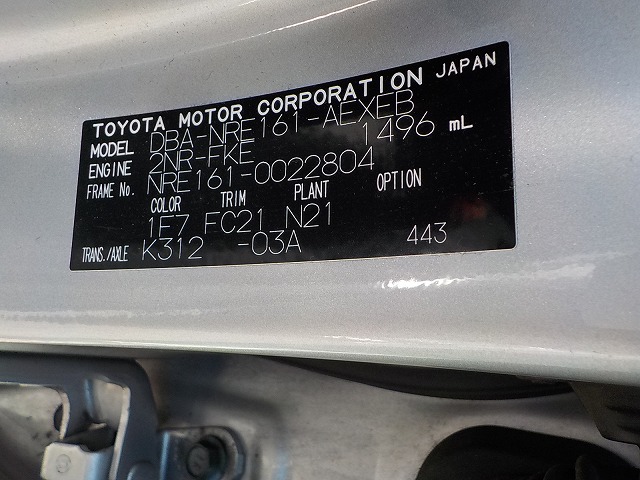 TOYOTA MOTOR CORPORATION JAPAN
MODEL DBA-NRE161-AEXEB
ENGINE 2NR-FKE 1496 mL
FRAME No. NRE161-0022804
COLOR TRIM PLANT OPTION
1E7 FC21 N21
TRANS./AXLE K312 -03A 443